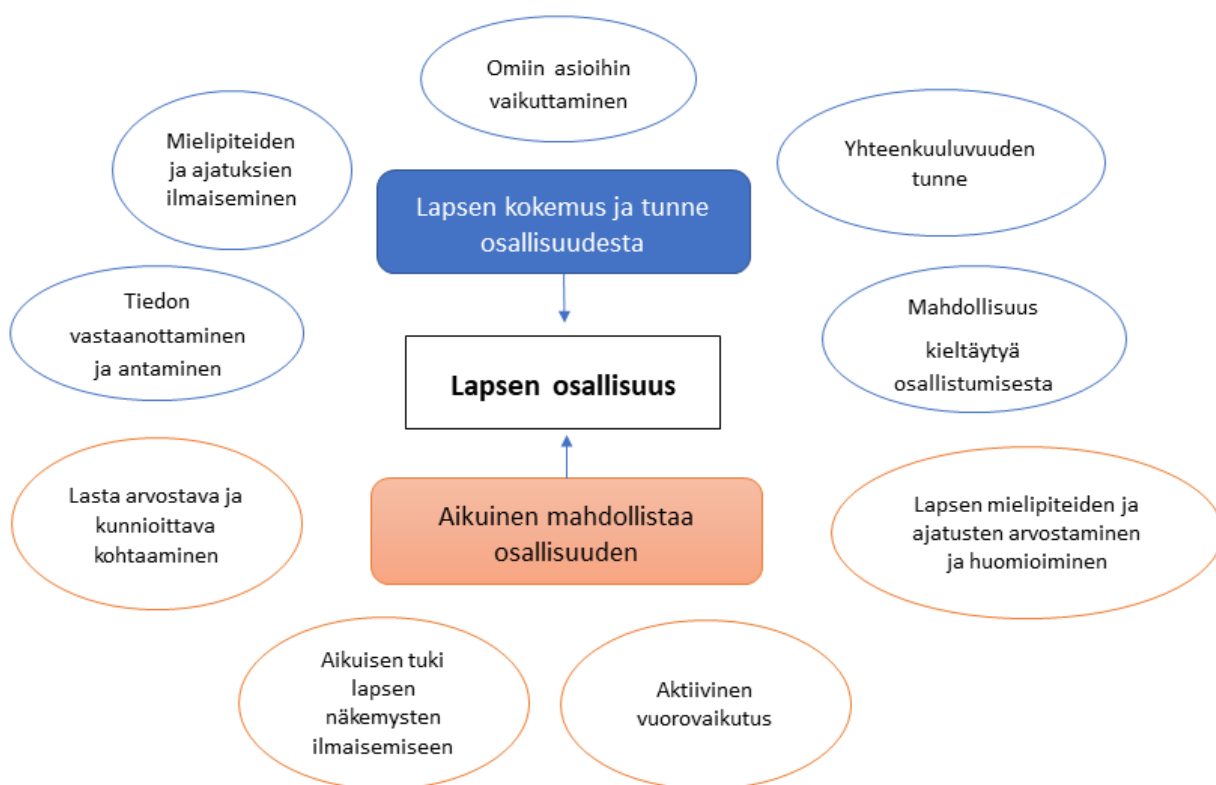 Omiin asioihin
vaikuttaminen
Mielipiteiden
ja ajatuksien
ilmaiseminen
Yhteenkuuluvuuden
tunne
Lapsen kokemus ja tunne
osallisuudesta
Tiedon
vastaanottaminen
ja antaminen
Mahdollisuus
kieltäytyä
osallistumisesta
Lapsen osallisuus
Lasta arvostava ja
kunnioittava
kohtaaminen
Aikuinen mahdollistaa
osallisuuden
Lapsen mielipiteiden ja
ajatusten arvostaminen
ja huomioiminen
Aikuisen tuki
lapsen
näkemysten
ilmaisemiseen
Aktiivinen
vuorovaikutus